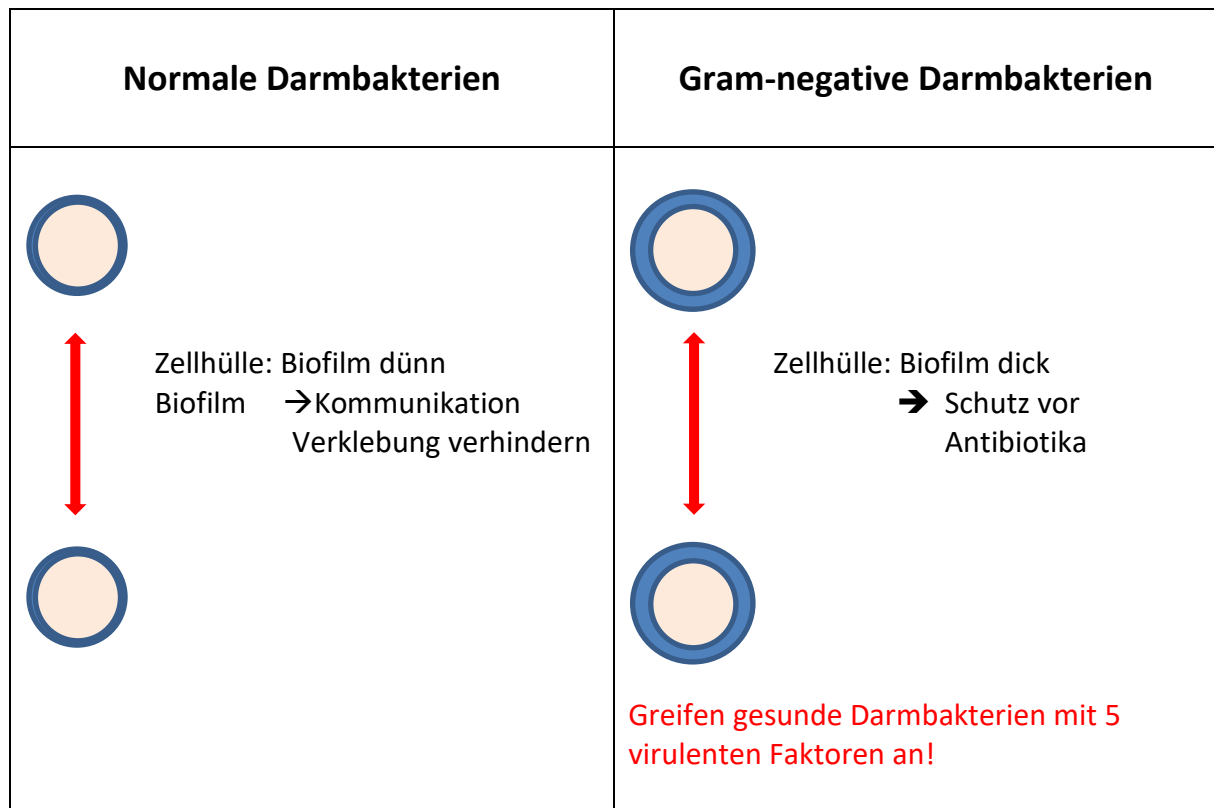 Normale Darmbakterien
Gram-negative Darmbakterien
Zellhülle: Biofilm dünn
Biofilm →Kommunikation
Verklebung verhindern
Zellhülle: Biofilm dick
➔ Schutz vor
Antibiotika
Greifen gesunde Darmbakterien mit 5
virulenten Faktoren an!